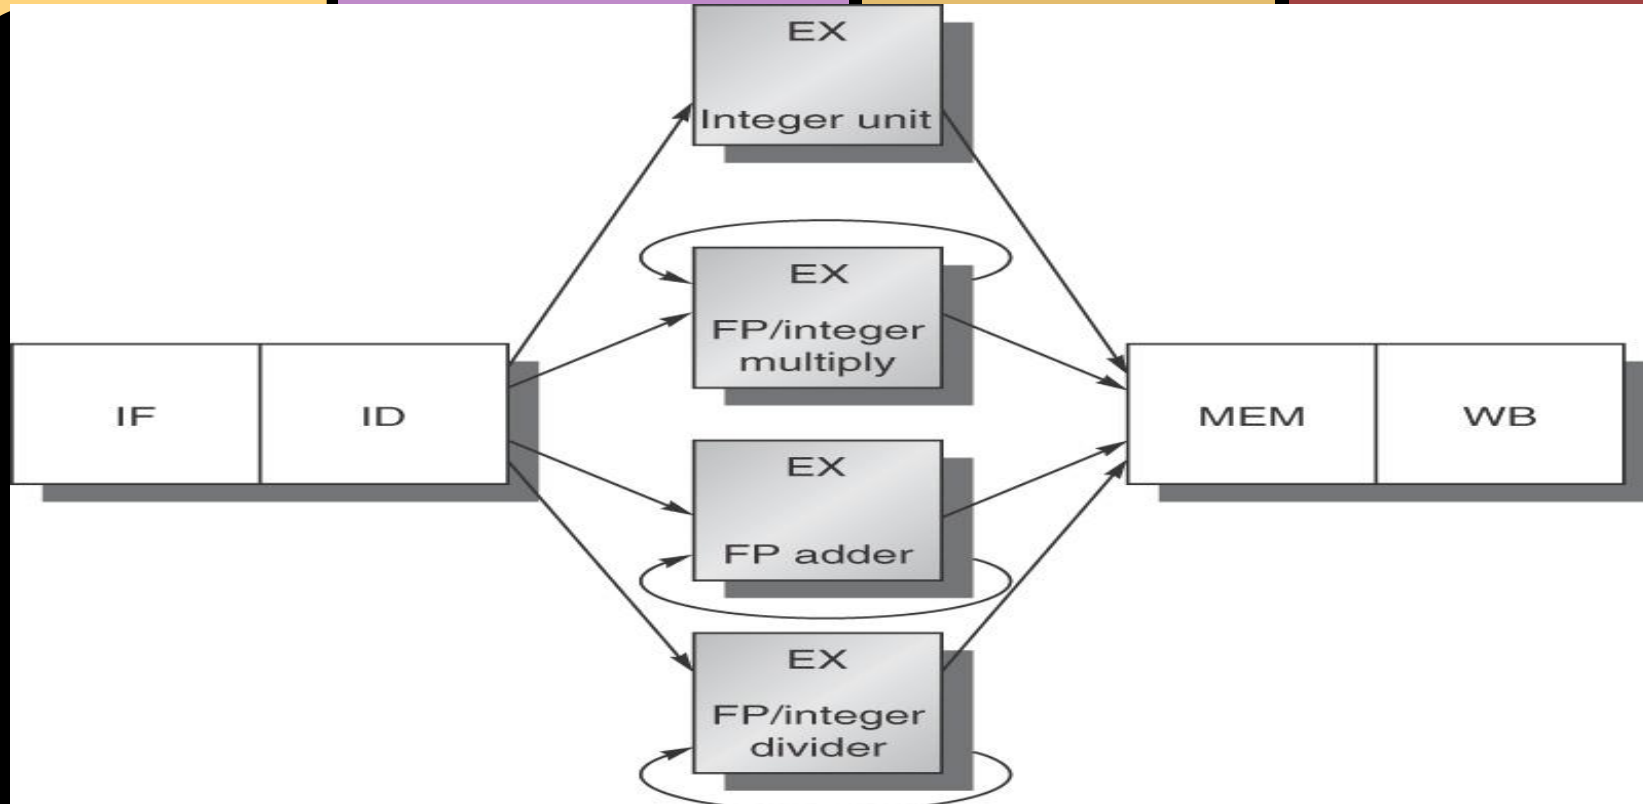 EX
Integer unit
EX
FP/integer
multiply
IF
ID
MEM
WB
EX
FP adder
EX
FP/integer
divider